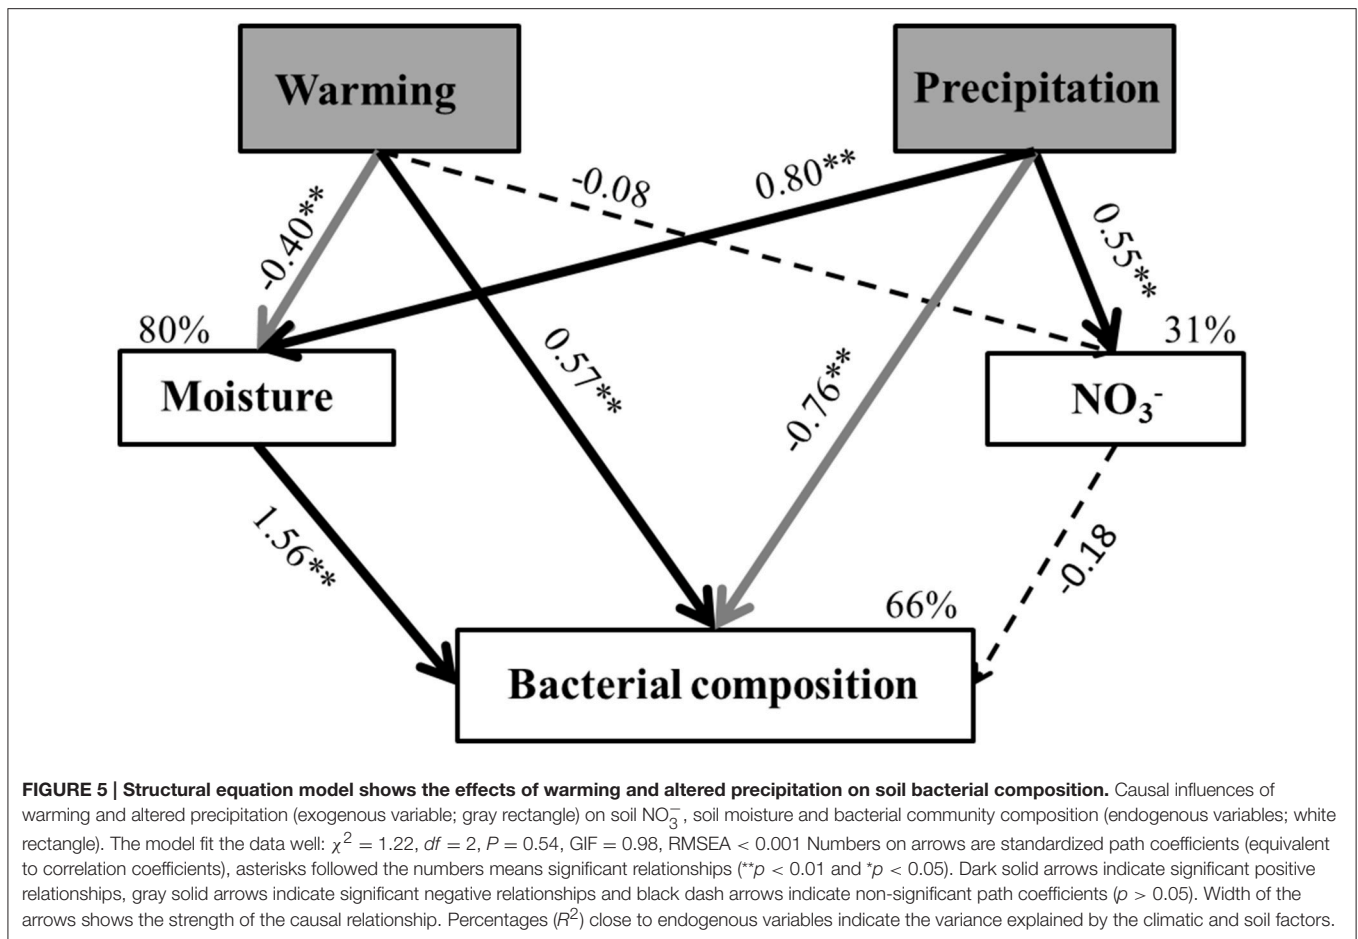 Warming
Precipitation
-0.08
0.80**
-0.40**
0.55**
80%
31%
0.57**
-0.76**
Moisture
NO₃⁻
1.56**
-0.18
66%
Bacterial composition
FIGURE 5 | Structural equation model shows the effects of warming and altered precipitation on soil bacterial composition. Causal influences of
warming and altered precipitation (exogenous variable; gray rectangle) on soil NO₃⁻, soil moisture and bacterial community composition (endogenous variables; white
rectangle). The model fit the data well: χ² = 1.22, df = 2, P = 0.54, GIF = 0.98, RMSEA < 0.001 Numbers on arrows are standardized path coefficients (equivalent
to correlation coefficients), asterisks followed the numbers means significant relationships (**p < 0.01 and *p < 0.05). Dark solid arrows indicate significant positive
relationships, gray solid arrows indicate significant negative relationships and black dash arrows indicate non-significant path coefficients (p > 0.05). Width of the
arrows shows the strength of the causal relationship. Percentages (R²) close to endogenous variables indicate the variance explained by the climatic and soil factors.